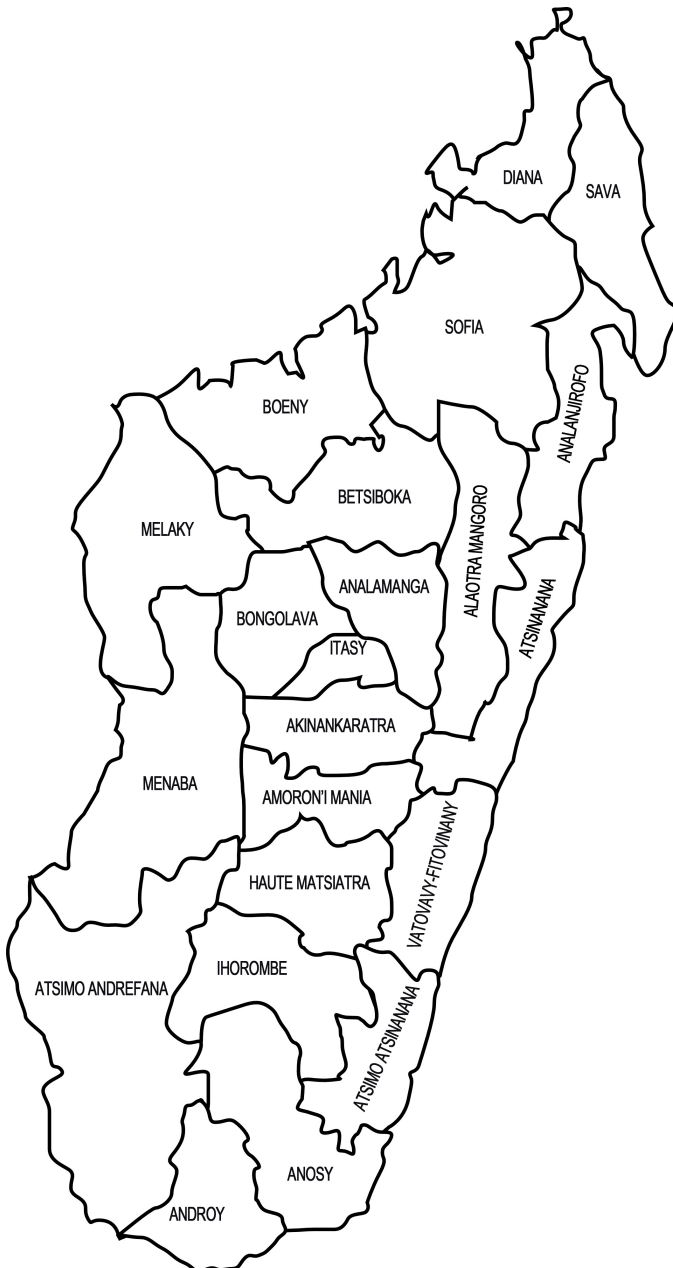 DIANA
SAVA
SOFIA
ANALANJIROFO
BOENY
BETSIBOKA
MELAKY
ALAOTRA MANGORO
ANALAMANGA
BONGOLAVA
ATSINANANA
ITASY
AKINANKARATRA
MENABA
AMORON'I MANIA
VATOVAVY-FITOVINANY
HAUTE MATSIATRA
IHOROMBE
ATSIMO ANDREFANA
ATSIMO ATSINANANA
ANOSY
ANDROY